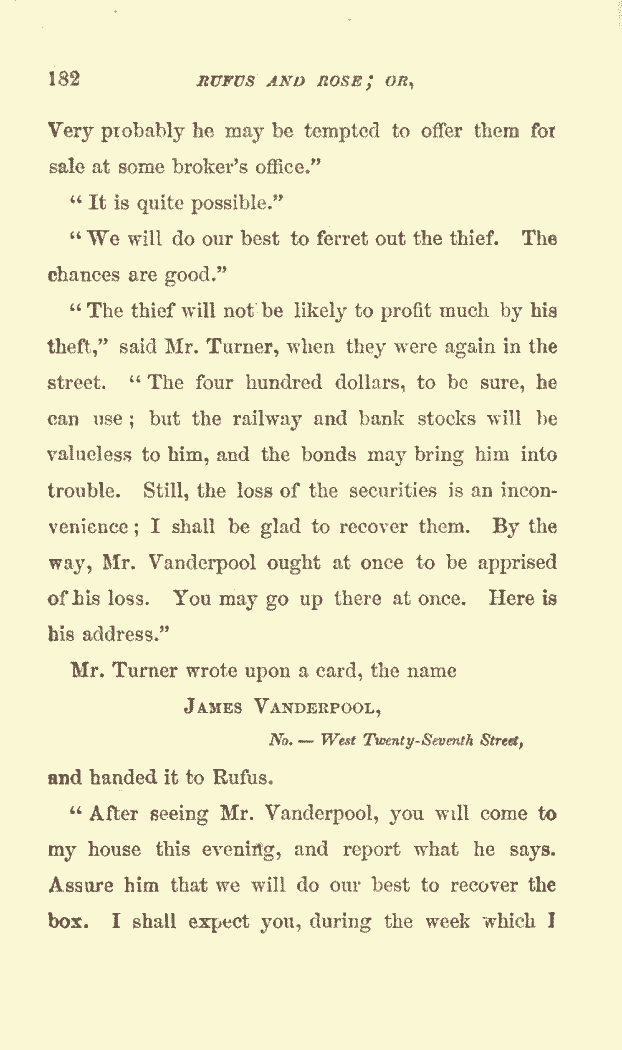 182 RUFUS AND ROSE; OR,
Very probably he may be tempted to offer them for
sale at some broker's office."
"It is quite possible."
"We will do our best to ferret out the thief. The
chances are good."
"The thief will not be likely to profit much by his
theft," said Mr. Turner, when they were again in the
street. "The four hundred dollars, to be sure, he
can use; but the railway and bank stocks will be
valueless to him, and the bonds may bring him into
trouble. Still, the loss of the securities is an incon-
venience; I shall be glad to recover them. By the
way, Mr. Vanderpool ought at once to be apprised
of his loss. You may go up there at once. Here is
his address."
Mr. Turner wrote upon a card, the name
JAMES VANDERPOOL,
No. — West Twenty-Seventh Street,
and handed it to Rufus.
"After seeing Mr. Vanderpool, you will come to
my house this evening, and report what he says.
Assure him that we will do our best to recover the
box. I shall expect you, during the week which I